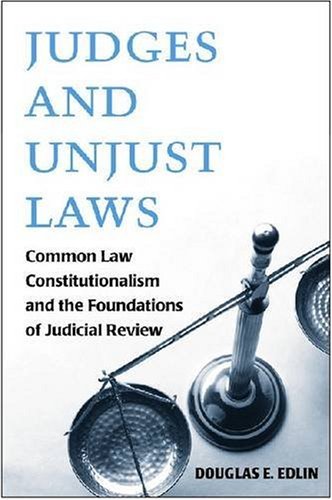 JUDGES
AND
UNJUST
LAWS
Common Law
Constitutionalism
and the Foundations
of Judicial Review
DOUGLAS E. EDLIN